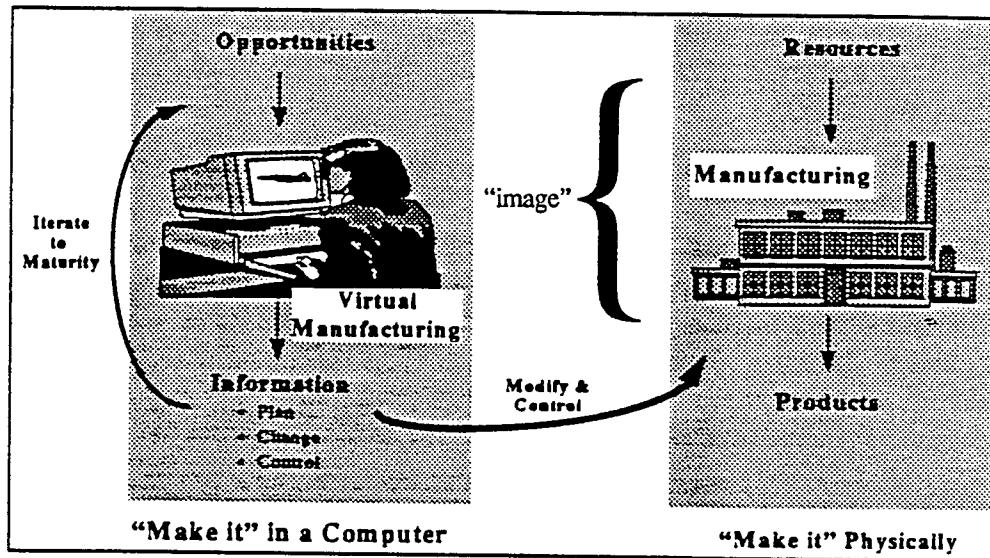 Opportunities
Iterate
to
Maturity
Virtual
Manufacturing
Information
• Plan
• Change
• Control
"Make it" in a Computer
"image"
Modify &
Control
Resources
Manufacturing
Products
"Make it" Physically